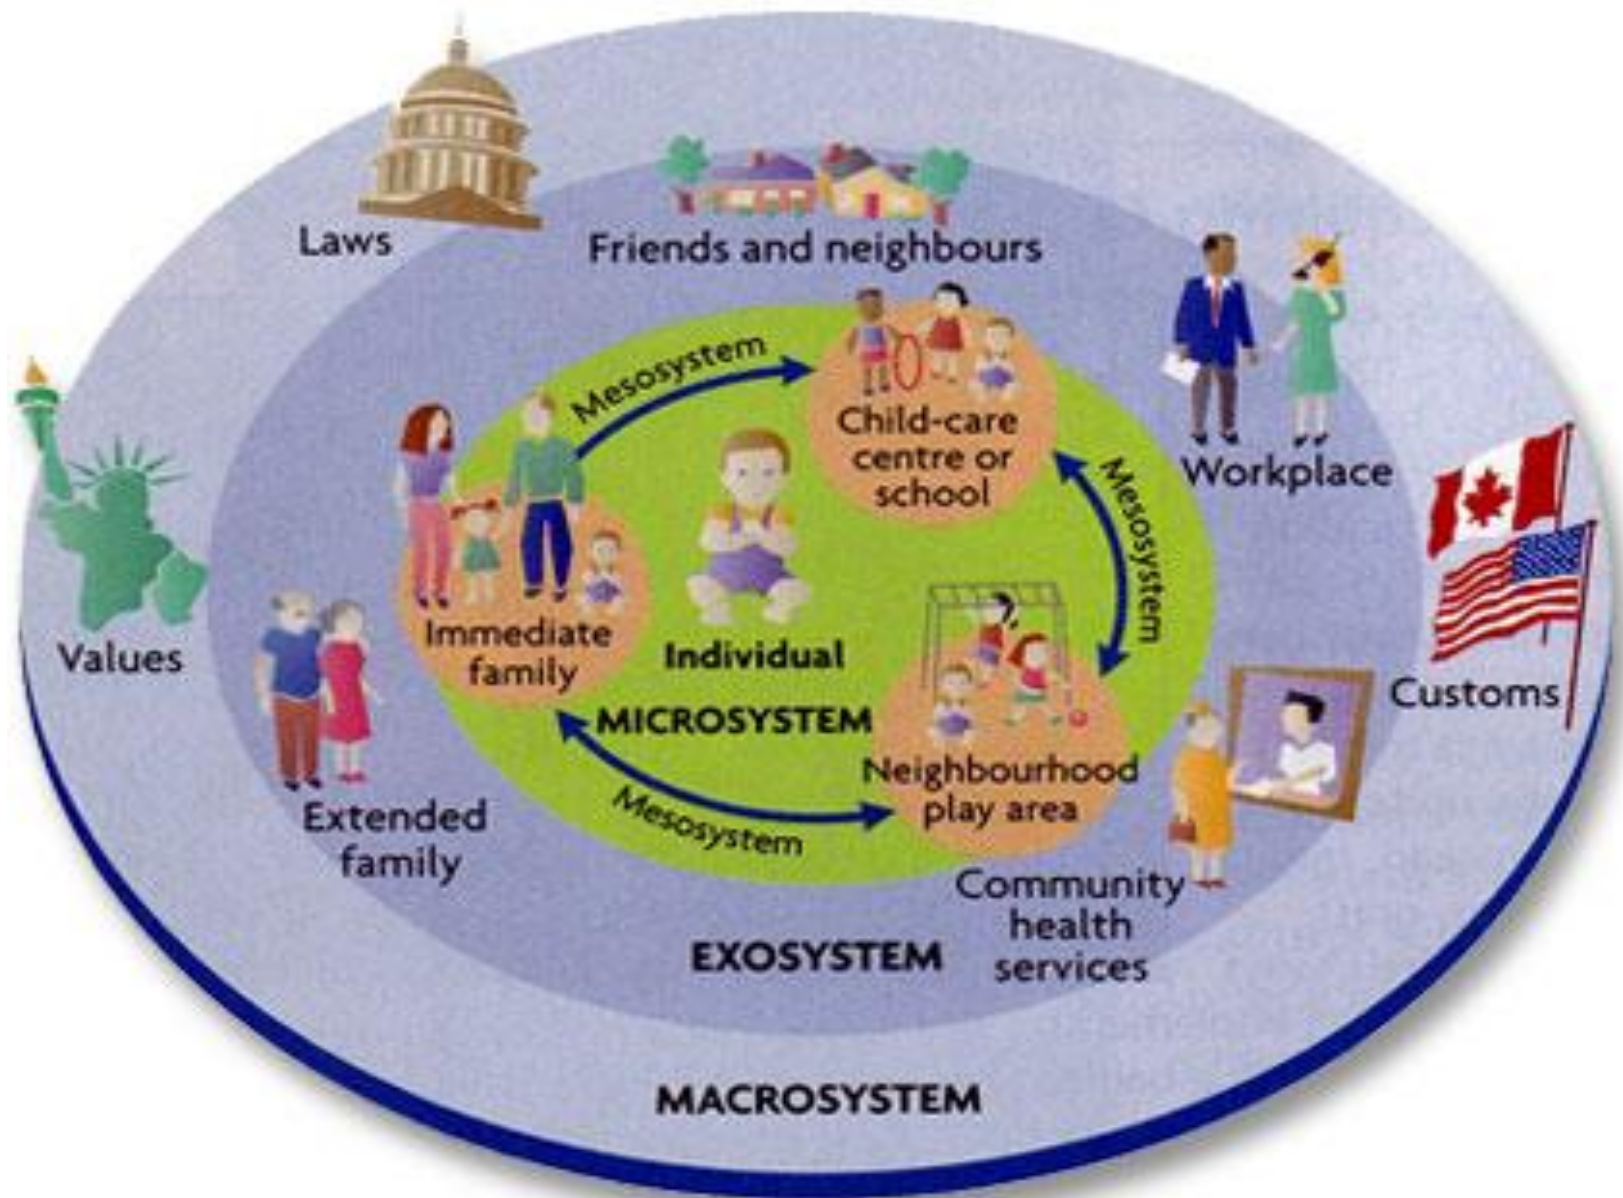 Laws
Friends and neighbours
Mesosystem
Child-care
centre or
school
Workplace
Mesosystem
Values
Immediate
family
Individual
Customs
MICROSYSTEM
Neighbourhood
play area
Mesosystem
Extended
family
Community
health
services
EXOSYSTEM
MACROSYSTEM